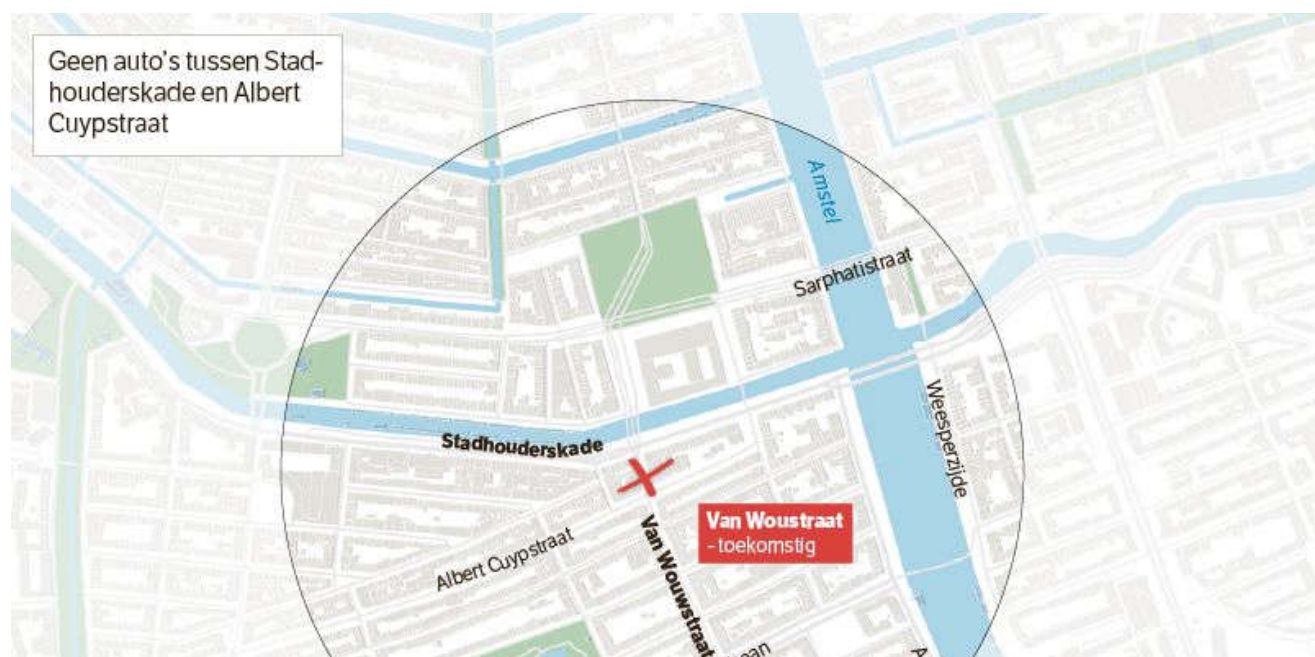 Geen auto's tussen Stad-
houderskade en Albert
Cuypstraat
Amstel
Sarphatistraat
Weesperzijde
Stadhouderskade
Van Woustraat
- toekomstig
Albert Cuypstraat
Van Wouwstraat